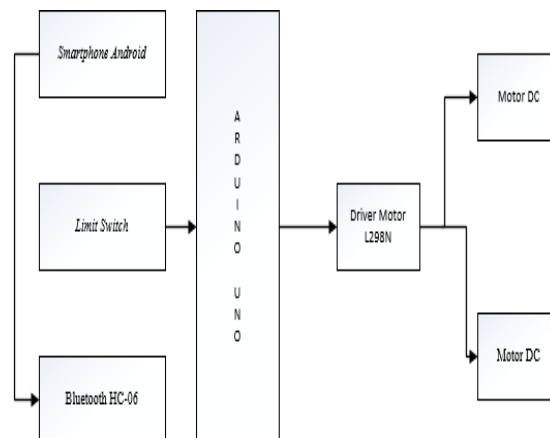 Smartphone Android
Limit Switch
Bluetooth HC-06
A
R
D
U
I
N
O
U
N
O
Driver Motor
L298N
Motor DC
Motor DC